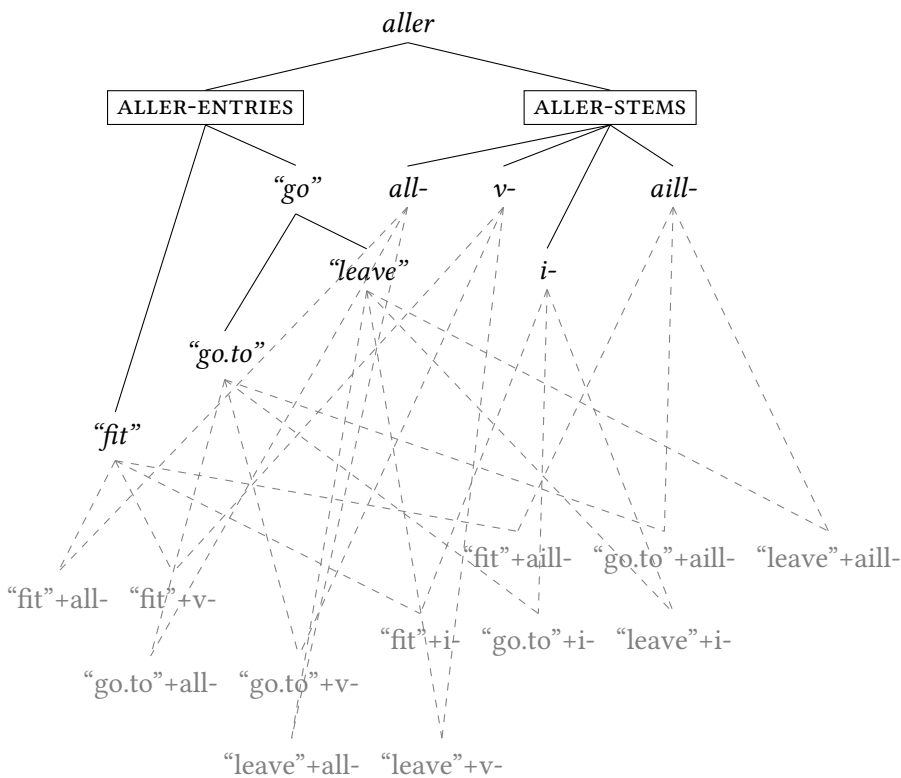 aller
ALLER-ENTRIES ALLER-STEMS
“go” all- v- aill-
“leave” i-
“go.to”
“fit”
“fit”+aill- “go.to”+aill- “leave”+aill-
“fit”+all- “fit”+v-
“fit”+i- “go.to”+i- “leave”+i-
“go.to”+all- “go.to”+v-
“leave”+all- “leave”+v-